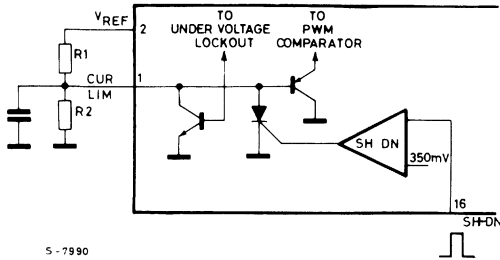 TO
UNDER VOLTAGE
LOCKOUT
TO
PWM
COMPARATOR
VREF
2
R1
CUR
LIM
1
R2
SH DN
350mV
16
SH-DN
S-7990